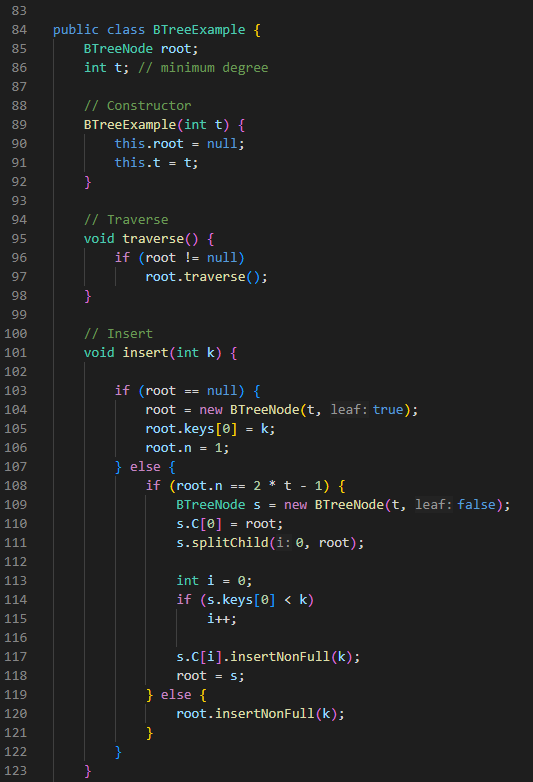 83
84 public class BTreeExample {
85     BTreeNode root;
86     int t; // minimum degree
87
88     // Constructor
89     BTreeExample(int t) {
90         this.root = null;
91         this.t = t;
92     }
93
94     // Traverse
95     void traverse() {
96         if (root != null)
97             root.traverse();
98     }
99
100     // Insert
101     void insert(int k) {
102
103         if (root == null) {
104             root = new BTreeNode(t, leaf: true);
105             root.keys[0] = k;
106             root.n = 1;
107         } else {
108             if (root.n == 2 * t - 1) {
109                 BTreeNode s = new BTreeNode(t, leaf: false);
110                 s.C[0] = root;
111                 s.splitChild(i: 0, root);
112
113                 int i = 0;
114                 if (s.keys[0] < k)
115                     i++;
116
117                 s.C[i].insertNonFull(k);
118                 root = s;
119             } else {
120                 root.insertNonFull(k);
121             }
122         }
123     }